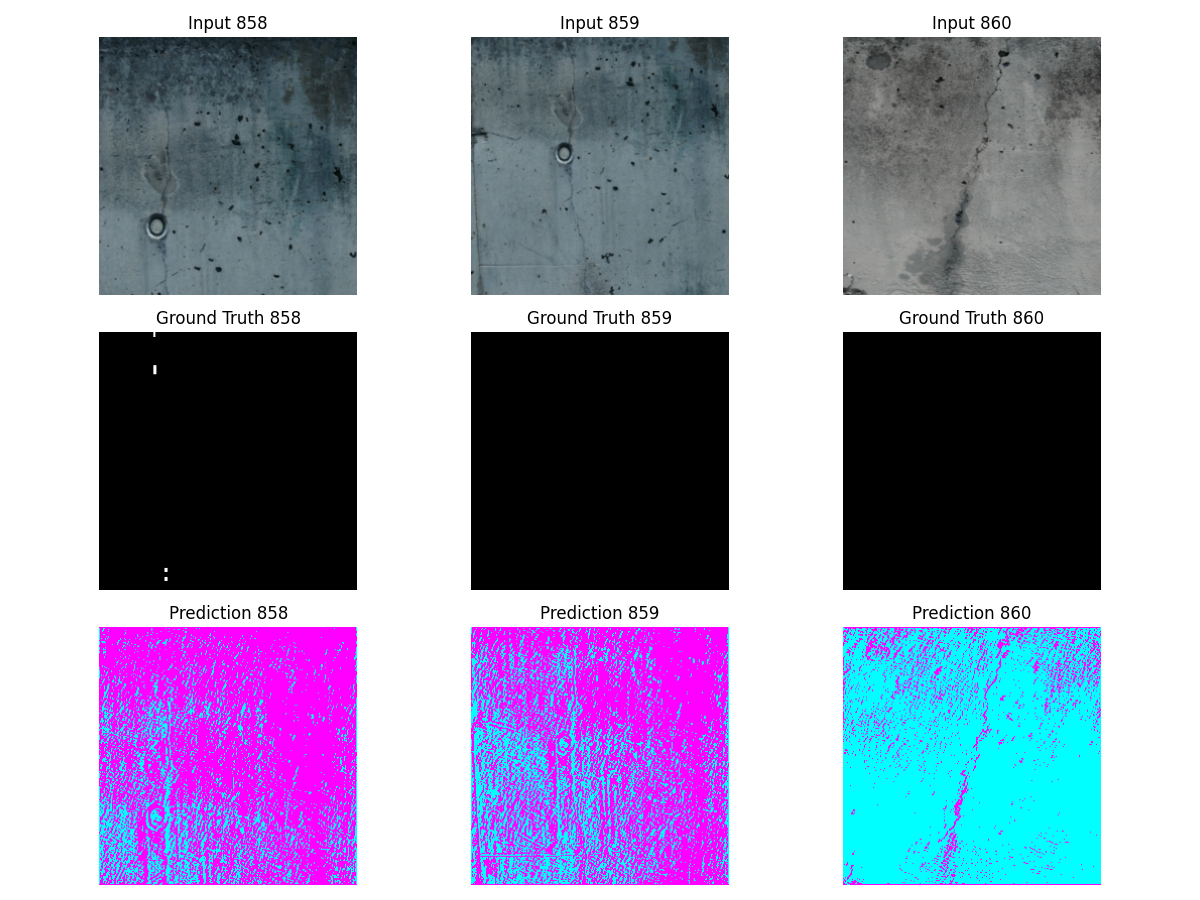 Input 858
Input 859
Input 860
Ground Truth 858
Ground Truth 859
Ground Truth 860
Prediction 858
Prediction 859
Prediction 860